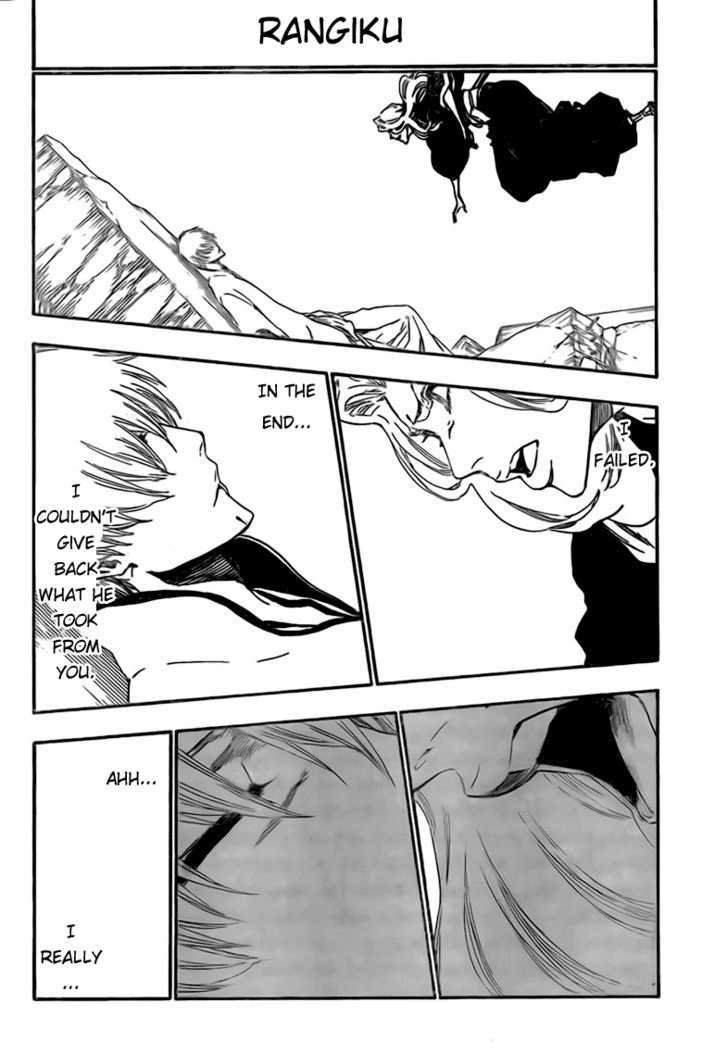 RANGIKU
I
FAILED.
IN THE
END...
I
COULDN'T
GIVE
BACK
WHAT HE
TOOK
FROM
YOU.
AHH...
I
REALLY
...